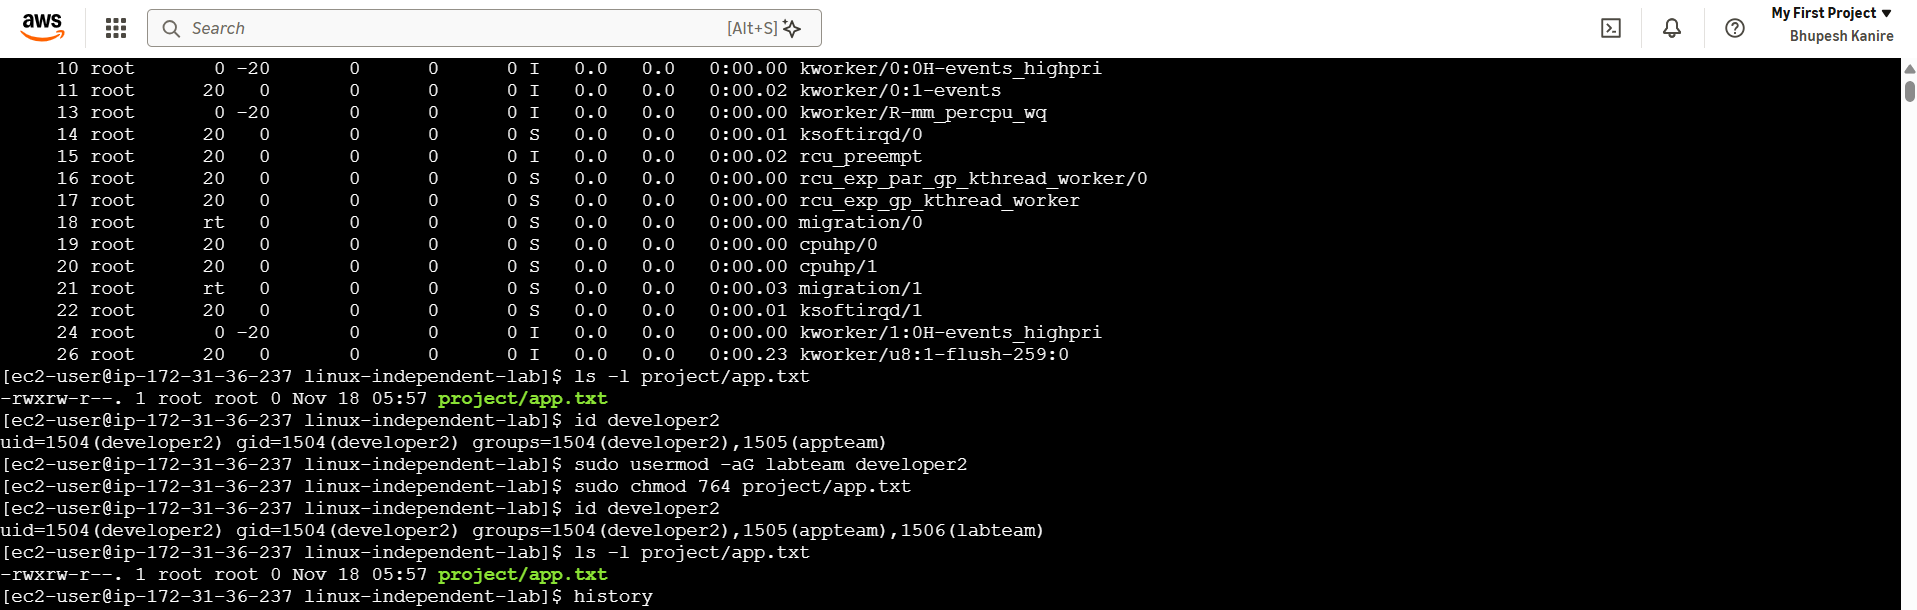 aws
Search
[Alt+S]
My First Project
Bhupesh Kanire
10 root 0 -20 0 0 0 I 0.0 0.0 0:00.00 kworker/0:0H-events_highpri
11 root 20 0 0 0 0 I 0.0 0.0 0:00.02 kworker/0:1-events
13 root 0 -20 0 0 0 I 0.0 0.0 0:00.00 kworker/R-mm_percpu_wq
14 root 20 0 0 0 0 S 0.0 0.0 0:00.01 ksoftirqd/0
15 root 20 0 0 0 0 I 0.0 0.0 0:00.02 rcu_preempt
16 root 20 0 0 0 0 S 0.0 0.0 0:00.00 rcu_exp_par_gp_kthread_worker/0
17 root 20 0 0 0 0 S 0.0 0.0 0:00.00 rcu_exp_gp_kthread_worker
18 root rt 0 0 0 0 S 0.0 0.0 0:00.00 migration/0
19 root 20 0 0 0 0 S 0.0 0.0 0:00.00 cpuhp/0
20 root 20 0 0 0 0 S 0.0 0.0 0:00.00 cpuhp/1
21 root rt 0 0 0 0 S 0.0 0.0 0:00.03 migration/1
22 root 20 0 0 0 0 S 0.0 0.0 0:00.01 ksoftirqd/1
24 root 0 -20 0 0 0 I 0.0 0.0 0:00.00 kworker/1:0H-events_highpri
26 root 20 0 0 0 0 I 0.0 0.0 0:00.23 kworker/u8:1-flush-259:0
[ec2-user@ip-172-31-36-237 linux-independent-lab]$ ls -l project/app.txt
-rwxrw-r--. 1 root root 0 Nov 18 05:57 project/app.txt
[ec2-user@ip-172-31-36-237 linux-independent-lab]$ id developer2
uid=1504(developer2) gid=1504(developer2) groups=1504(developer2),1505(appteam)
[ec2-user@ip-172-31-36-237 linux-independent-lab]$ sudo usermod -aG labteam developer2
[ec2-user@ip-172-31-36-237 linux-independent-lab]$ sudo chmod 764 project/app.txt
[ec2-user@ip-172-31-36-237 linux-independent-lab]$ id developer2
uid=1504(developer2) gid=1504(developer2) groups=1504(developer2),1505(appteam),1506(labteam)
[ec2-user@ip-172-31-36-237 linux-independent-lab]$ ls -l project/app.txt
-rwxrw-r--. 1 root root 0 Nov 18 05:57 project/app.txt
[ec2-user@ip-172-31-36-237 linux-independent-lab]$ history